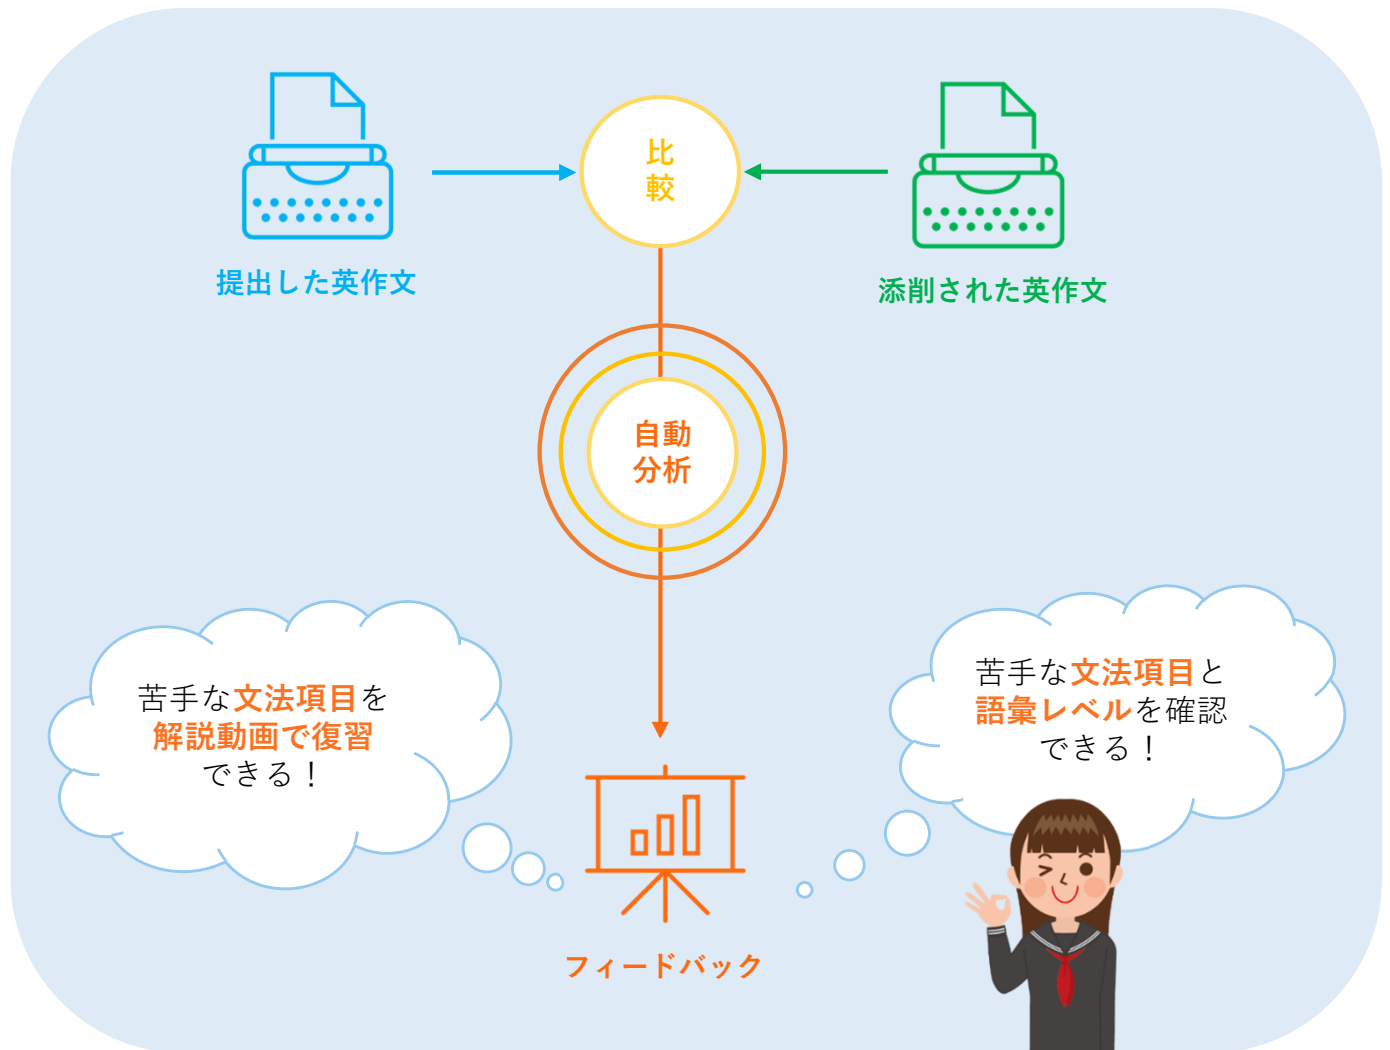 比
較
提出した英作文
添削された英作文
自動
分析
苦手な文法項目を
解説動画で復習
できる！
苦手な文法項目と
語彙レベルを確認
できる！
フィードバック